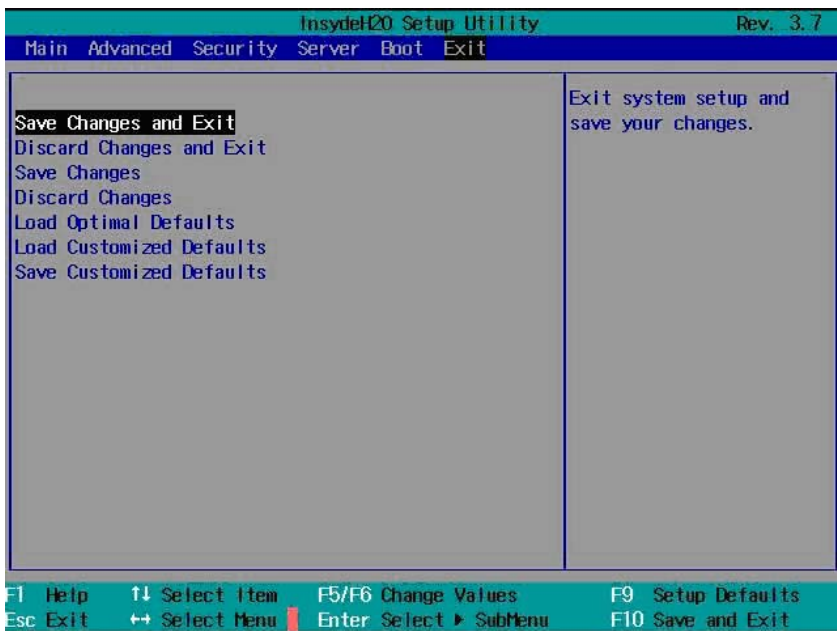 InsydeH20 Setup Utility Rev. 3.7
Main Advanced Security Server Boot Exit
Save Changes and Exit
Discard Changes and Exit
Save Changes
Discard Changes
Load Optimal Defaults
Load Customized Defaults
Save Customized Defaults
Exit system setup and
save your changes.
F1 Help ↑↓ Select Item F5/F6 Change Values F9 Setup Defaults
Esc Exit ↔ Select Menu Enter Select ▶ SubMenu F10 Save and Exit